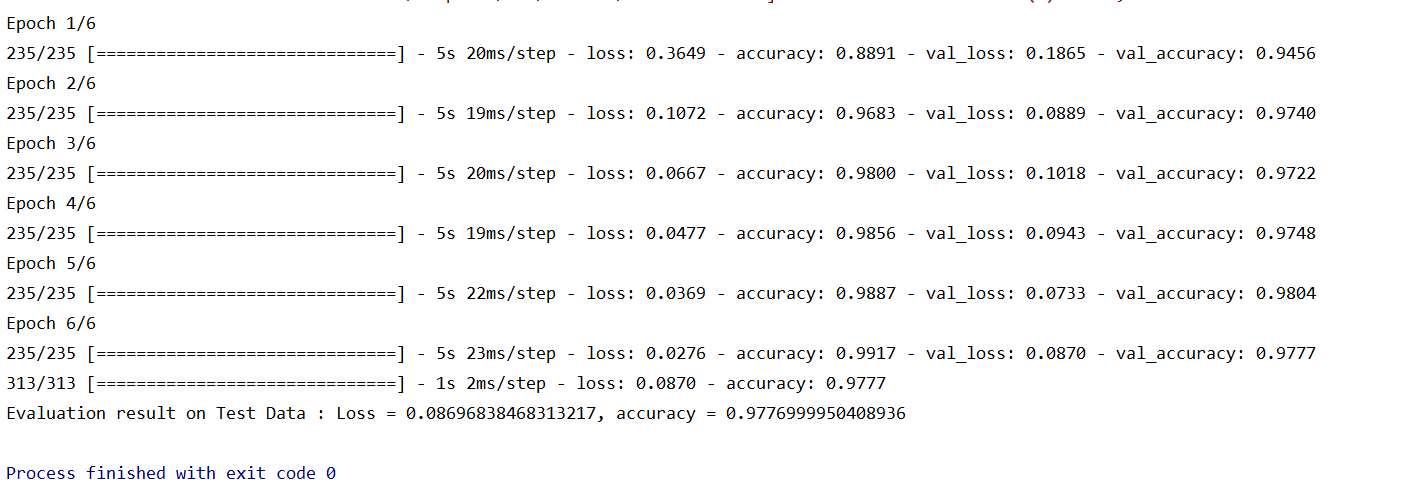 Epoch 1/6
235/235 [==============================] - 5s 20ms/step - loss: 0.3649 - accuracy: 0.8891 - val_loss: 0.1865 - val_accuracy: 0.9456
Epoch 2/6
235/235 [==============================] - 5s 19ms/step - loss: 0.1072 - accuracy: 0.9683 - val_loss: 0.0889 - val_accuracy: 0.9740
Epoch 3/6
235/235 [==============================] - 5s 20ms/step - loss: 0.0667 - accuracy: 0.9800 - val_loss: 0.1018 - val_accuracy: 0.9722
Epoch 4/6
235/235 [==============================] - 5s 19ms/step - loss: 0.0477 - accuracy: 0.9856 - val_loss: 0.0943 - val_accuracy: 0.9748
Epoch 5/6
235/235 [==============================] - 5s 22ms/step - loss: 0.0369 - accuracy: 0.9887 - val_loss: 0.0733 - val_accuracy: 0.9804
Epoch 6/6
235/235 [==============================] - 5s 23ms/step - loss: 0.0276 - accuracy: 0.9917 - val_loss: 0.0870 - val_accuracy: 0.9777
313/313 [==============================] - 1s 2ms/step - loss: 0.0870 - accuracy: 0.9777
Evaluation result on Test Data : Loss = 0.08696838468313217, accuracy = 0.9776999950408936
Process finished with exit code 0